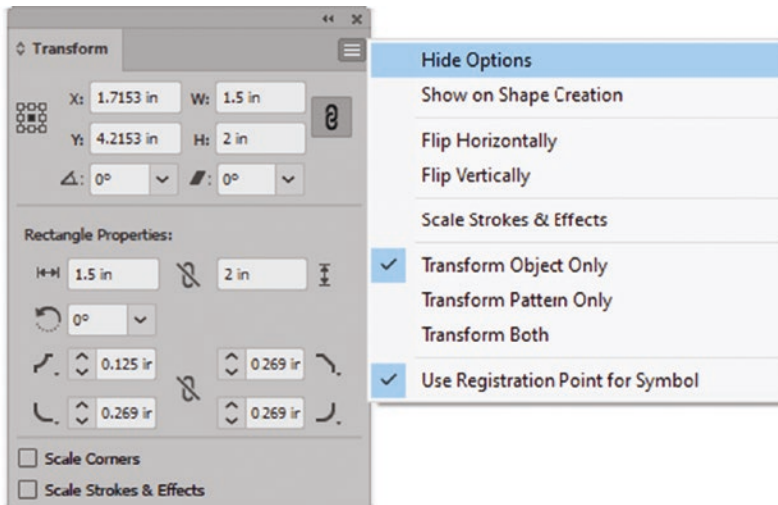 Transform
X: 1.7153 in W: 1.5 in
Y: 4.2153 in H: 2 in
0° : 0°
Rectangle Properties:
1.5 in 2 in
0°
0.125 ir 0.269 ir
0.269 ir 0.269 ir
Scale Corners
Scale Strokes & Effects
Hide Options
Show on Shape Creation
Flip Horizontally
Flip Vertically
Scale Strokes & Effects
Transform Object Only
Transform Pattern Only
Transform Both
Use Registration Point for Symbol